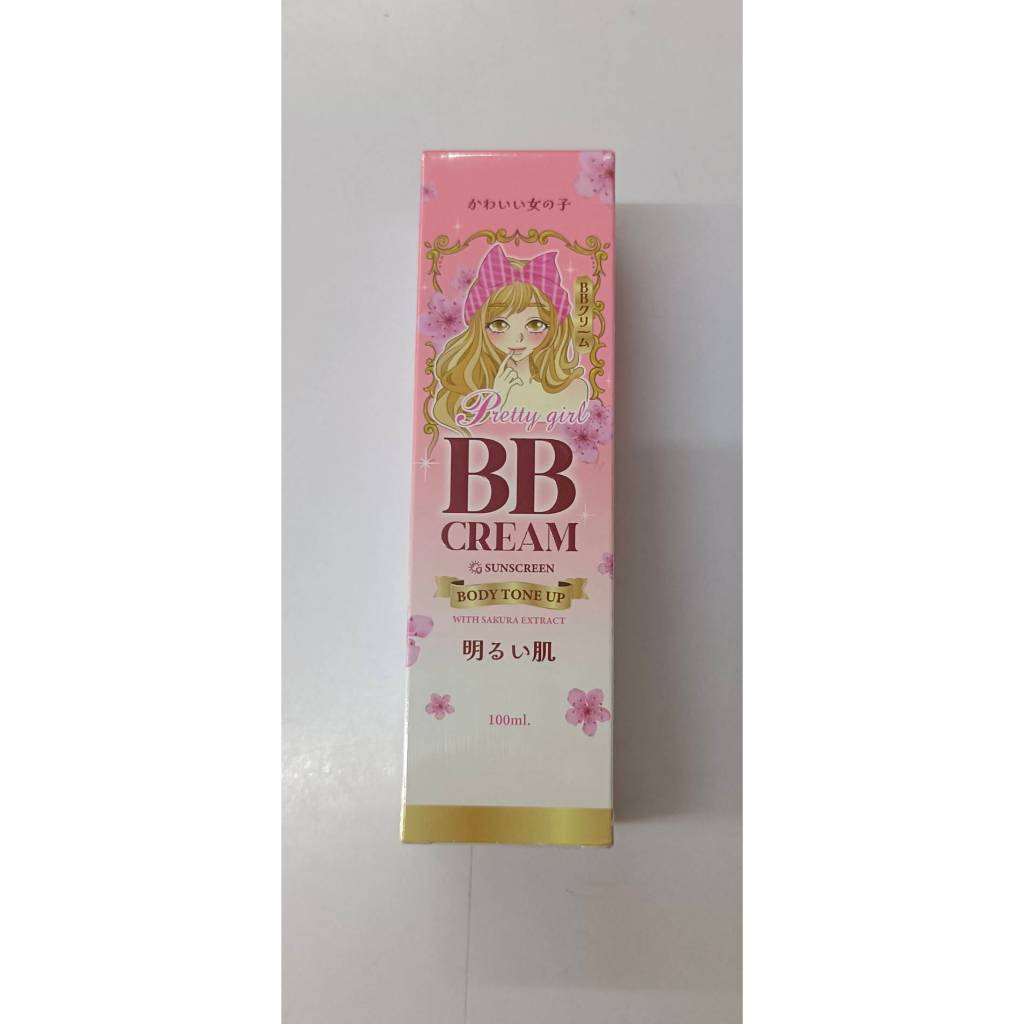 かわいい女の子
BBクリーム
Pretty girl
BB
CREAM
SUNSCREEN
BODY TONE UP
WITH SAKURA EXTRACT
明るい肌
100ml.